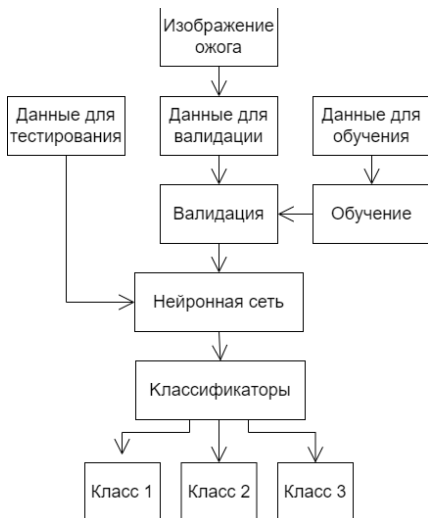 Изображение
ожога
Данные для
тестирования
Данные для
валидации
Данные для
обучения
Валидация
Обучение
Нейронная сеть
Классификаторы
Класс 1
Класс 2
Класс 3